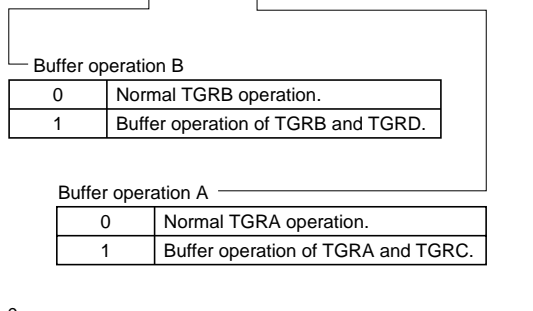 Buffer operation B
0 Normal TGRB operation.
1 Buffer operation of TGRB and TGRD.
Buffer operation A
0 Normal TGRA operation.
1 Buffer operation of TGRA and TGRC.